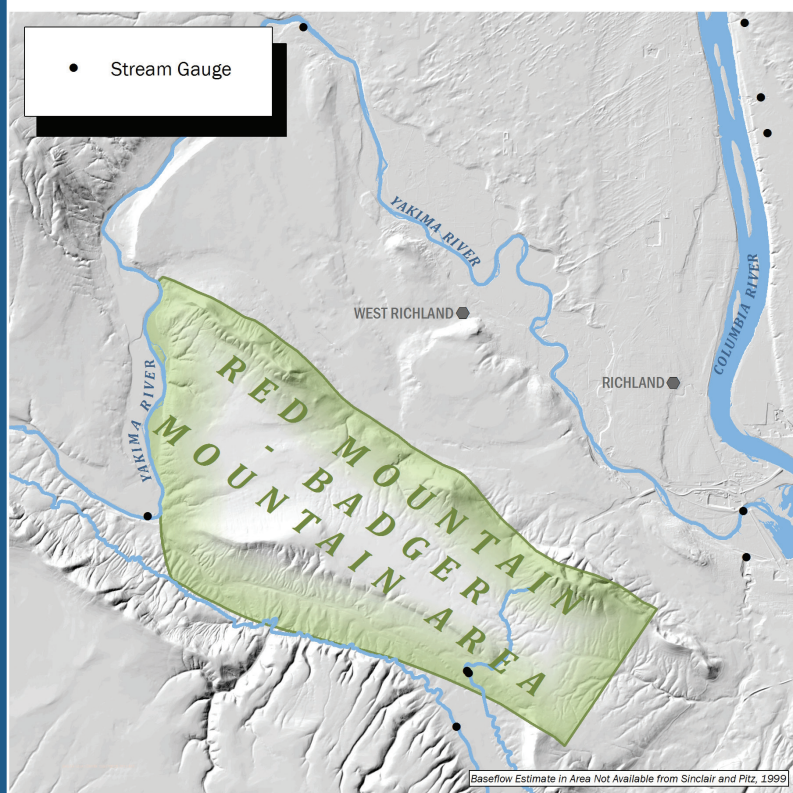 Stream Gauge
YAKIMA RIVER
COLUMBIA RIVER
WEST RICHLAND
RICHLAND
YAKIMA RIVER
RED MOUNTAIN
- BADGER
MOUNTAIN AREA
Baseflow Estimate in Area Not Available from Sinclair and Pitz, 1999